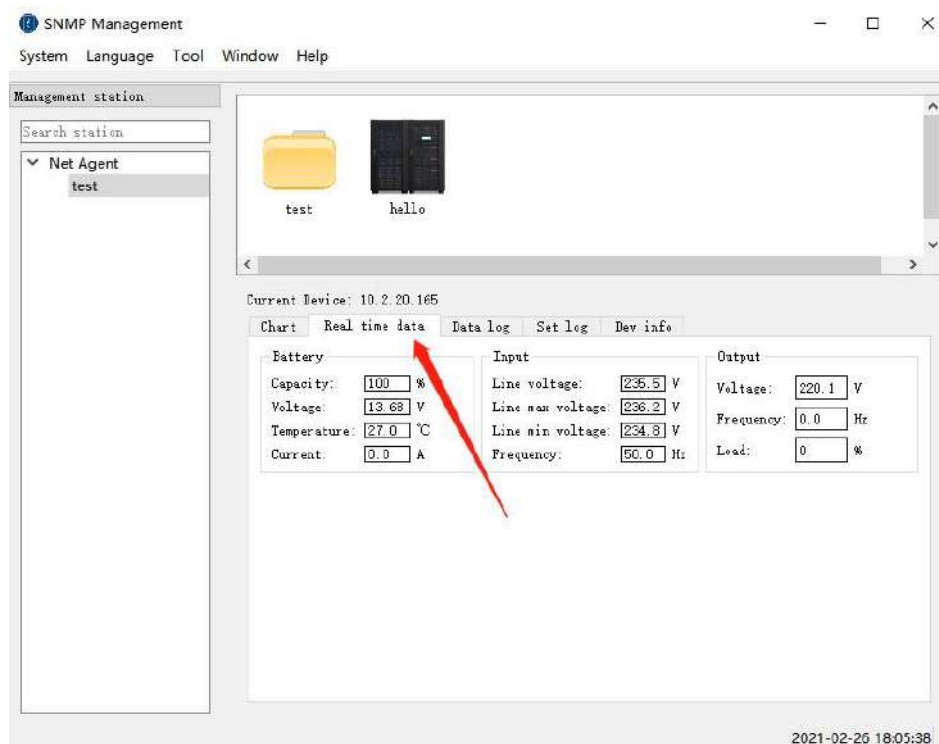 SNMP Management
System Language Tool Window Help
Management station
Search station
Net Agent
test
test hello
Current Device: 10.2.20.165
Chart Real time data Data log Set log Dev info
Battery Input Output
Capacity: 100 % Line voltage: 235.5 V Voltage: 220.1 V
Voltage: 13.68 V Line max voltage: 236.2 V Frequency: 0.0 Hz
Temperature: 27.0 ℃ Line min voltage: 234.8 V Load: 0 %
Current: 0.0 A Frequency: 50.0 Hz
2021-02-26 18:05:38